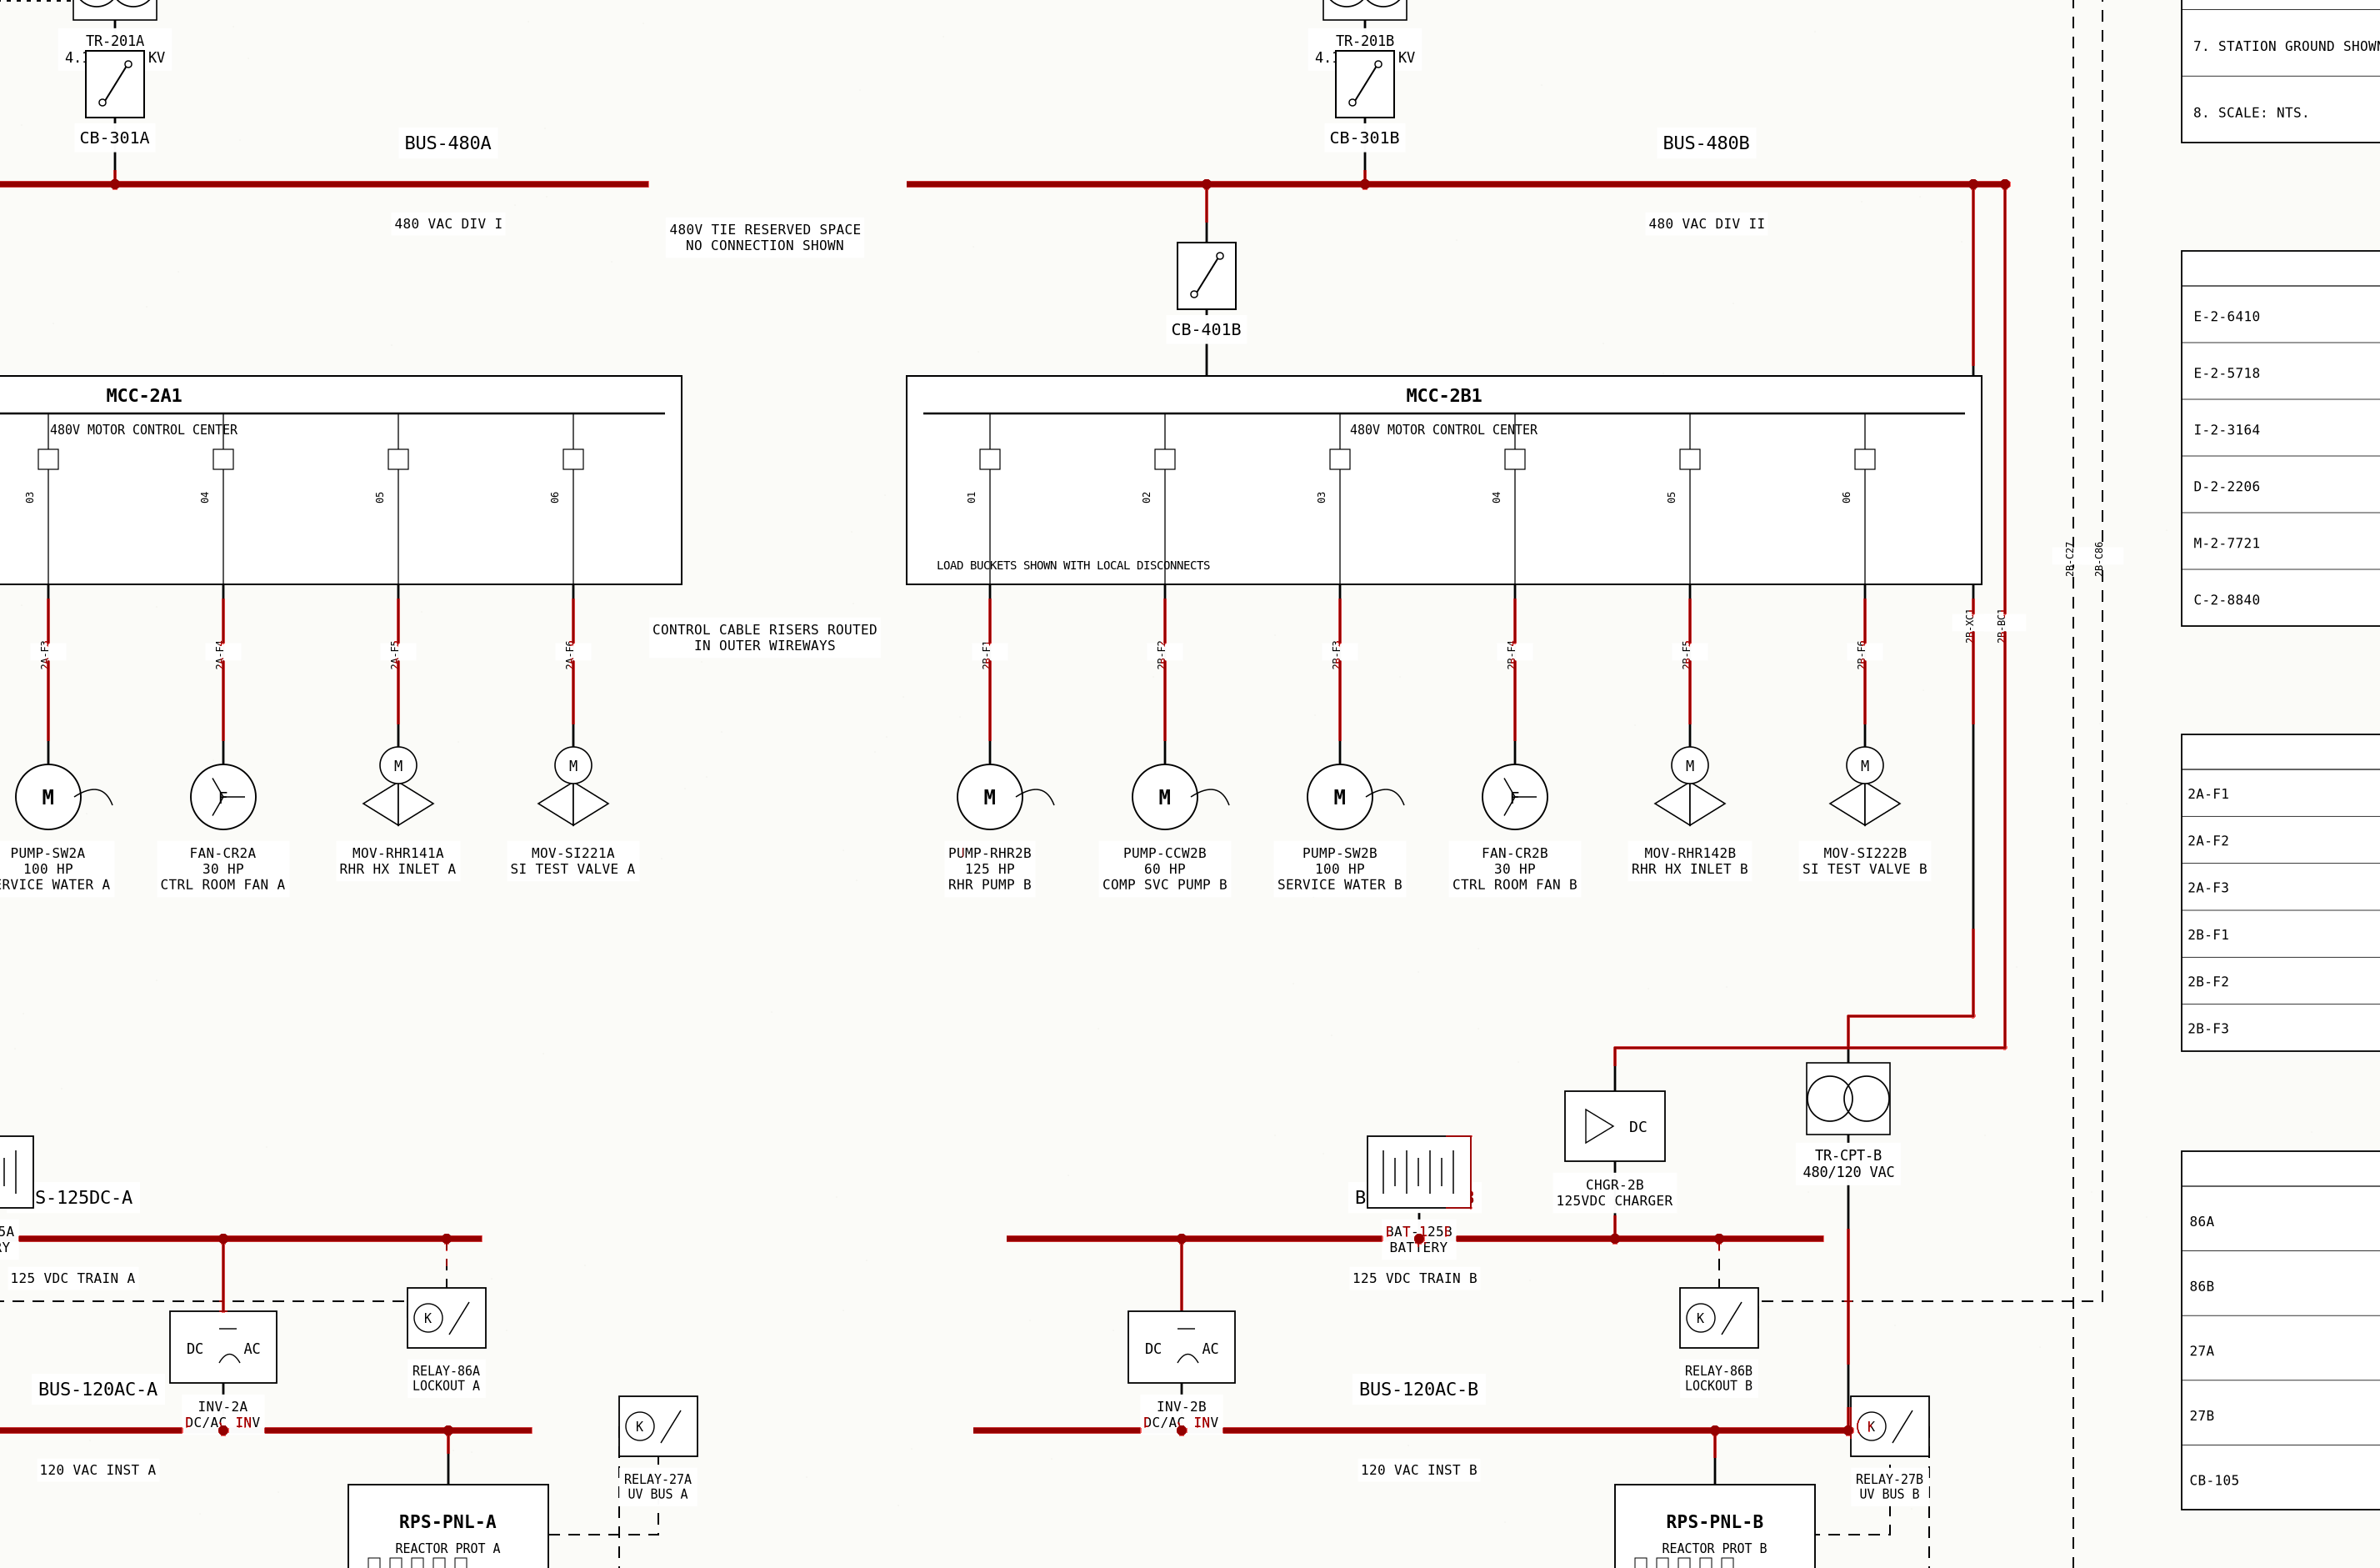 TR-201A
4. KV
CB-301A
BUS-480A
480 VAC DIV I
480V TIE RESERVED SPACE
NO CONNECTION SHOWN
TR-201B
4. KV
CB-301B
BUS-480B
480 VAC DIV II
CB-401B
7. STATION GROUND SHOWN
8. SCALE: NTS.
MCC-2A1
480V MOTOR CONTROL CENTER
03
04
05
06
MCC-2B1
480V MOTOR CONTROL CENTER
01
02
03
04
05
06
LOAD BUCKETS SHOWN WITH LOCAL DISCONNECTS
2B-C27
2B-C86
E-2-6410
E-2-5718
I-2-3164
D-2-2206
M-2-7721
C-2-8840
2A-F3
2A-F4
2A-F5
2A-F6
CONTROL CABLE RISERS ROUTED
IN OUTER WIREWAYS
2B-F1
2B-F2
2B-F3
2B-F4
2B-F5
2B-F6
2B-XC1
2B-BC1
M
F
M
M
M
M
M
F
M
M
PUMP-SW2A
100 HP
ERVICE WATER A
FAN-CR2A
30 HP
CTRL ROOM FAN A
MOV-RHR141A
RHR HX INLET A
MOV-SI221A
SI TEST VALVE A
PUMP-RHR2B
125 HP
RHR PUMP B
PUMP-CCW2B
60 HP
COMP SVC PUMP B
PUMP-SW2B
100 HP
SERVICE WATER B
FAN-CR2B
30 HP
CTRL ROOM FAN B
MOV-RHR142B
RHR HX INLET B
MOV-SI222B
SI TEST VALVE B
2A-F1
2A-F2
2A-F3
2B-F1
2B-F2
2B-F3
S-125DC-A
5A
RY
125 VDC TRAIN A
DC AC
INV-2A
DC/AC INV
K
RELAY-86A
LOCKOUT A
BUS-120AC-A
120 VAC INST A
K
RELAY-27A
UV BUS A
RPS-PNL-A
REACTOR PROT A
B
BAT-125B
BATTERY
125 VDC TRAIN B
DC
CHGR-2B
125VDC CHARGER
TR-CPT-B
480/120 VAC
DC AC
INV-2B
DC/AC INV
K
RELAY-86B
LOCKOUT B
BUS-120AC-B
120 VAC INST B
K
RELAY-27B
UV BUS B
RPS-PNL-B
REACTOR PROT B
86A
86B
27A
27B
CB-105